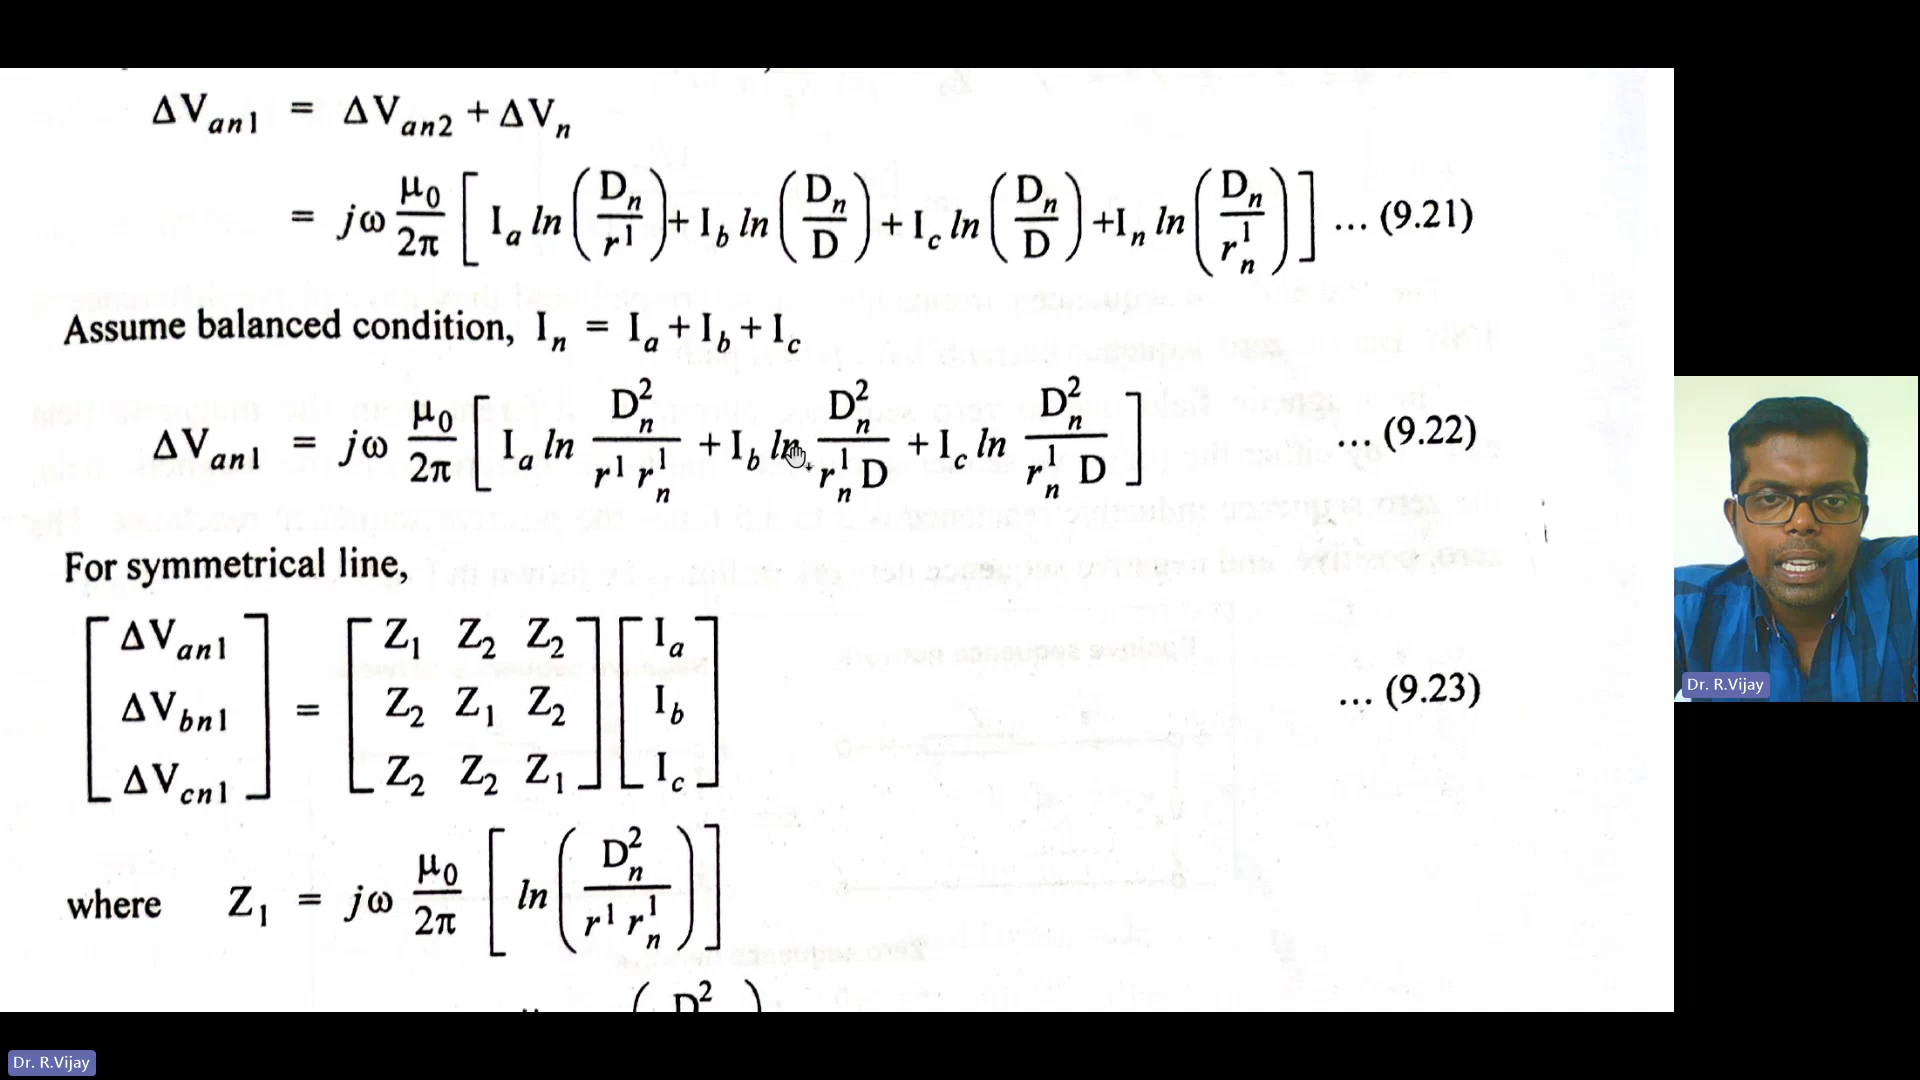 ΔV_an1 = ΔV_an2 + ΔV_n
= jω μ₀/2π [ I_a ln (D_n/r¹) + I_b ln (D_n/D) + I_c ln (D_n/D) + I_n ln (D_n/r_n¹) ] ... (9.21)
Assume balanced condition, I_n = I_a + I_b + I_c
ΔV_an1 = jω μ₀/2π [ I_a ln D_n²/(r¹ r_n¹) + I_b ln D_n²/(r_n¹ D) + I_c ln D_n²/(r_n¹ D) ] ... (9.22)
For symmetrical line,
[ ΔV_an1 ] [ Z₁ Z₂ Z₂ ] [ I_a ]
[ ΔV_bn1 ] = [ Z₂ Z₁ Z₂ ] [ I_b ] ... (9.23)
[ ΔV_cn1 ] [ Z₂ Z₂ Z₁ ] [ I_c ]
where Z₁ = jω μ₀/2π [ ln ( D_n²/(r¹ r_n¹) ) ]
Dr. R.Vijay
Dr. R.Vijay